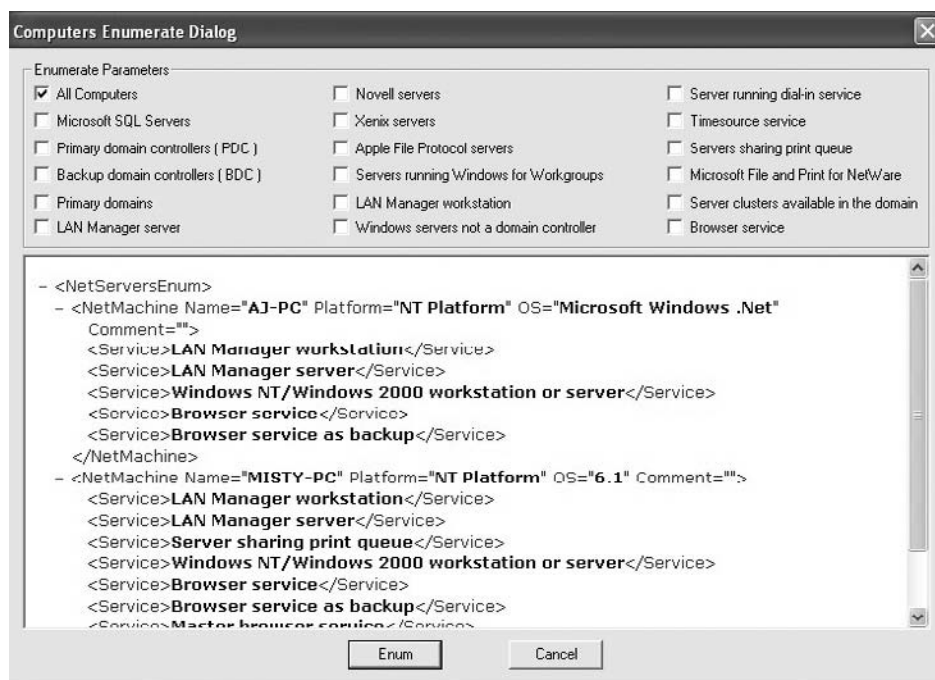 Computers Enumerate Dialog
Enumerate Parameters
All Computers
Microsoft SQL Servers
Primary domain controllers ( PDC )
Backup domain controllers ( BDC )
Primary domains
LAN Manager server
Novell servers
Xenix servers
Apple File Protocol servers
Servers running Windows for Workgroups
LAN Manager workstation
Windows servers not a domain controller
Server running dial-in service
Timesource service
Servers sharing print queue
Microsoft File and Print for NetWare
Server clusters available in the domain
Browser service
– <NetServersEnum>
– <NetMachine Name="AJ-PC" Platform="NT Platform" OS="Microsoft Windows .Net"
Comment="">
<Service>LAN Manager workstation</Service>
<Service>LAN Manager server</Service>
<Service>Windows NT/Windows 2000 workstation or server</Service>
<Service>Browser service</Service>
<Service>Browser service as backup</Service>
</NetMachine>
– <NetMachine Name="MISTY-PC" Platform="NT Platform" OS="6.1" Comment="">
<Service>LAN Manager workstation</Service>
<Service>LAN Manager server</Service>
<Service>Server sharing print queue</Service>
<Service>Windows NT/Windows 2000 workstation or server</Service>
<Service>Browser service</Service>
<Service>Browser service as backup</Service>
<Service>Master browser service</Service>
Enum
Cancel